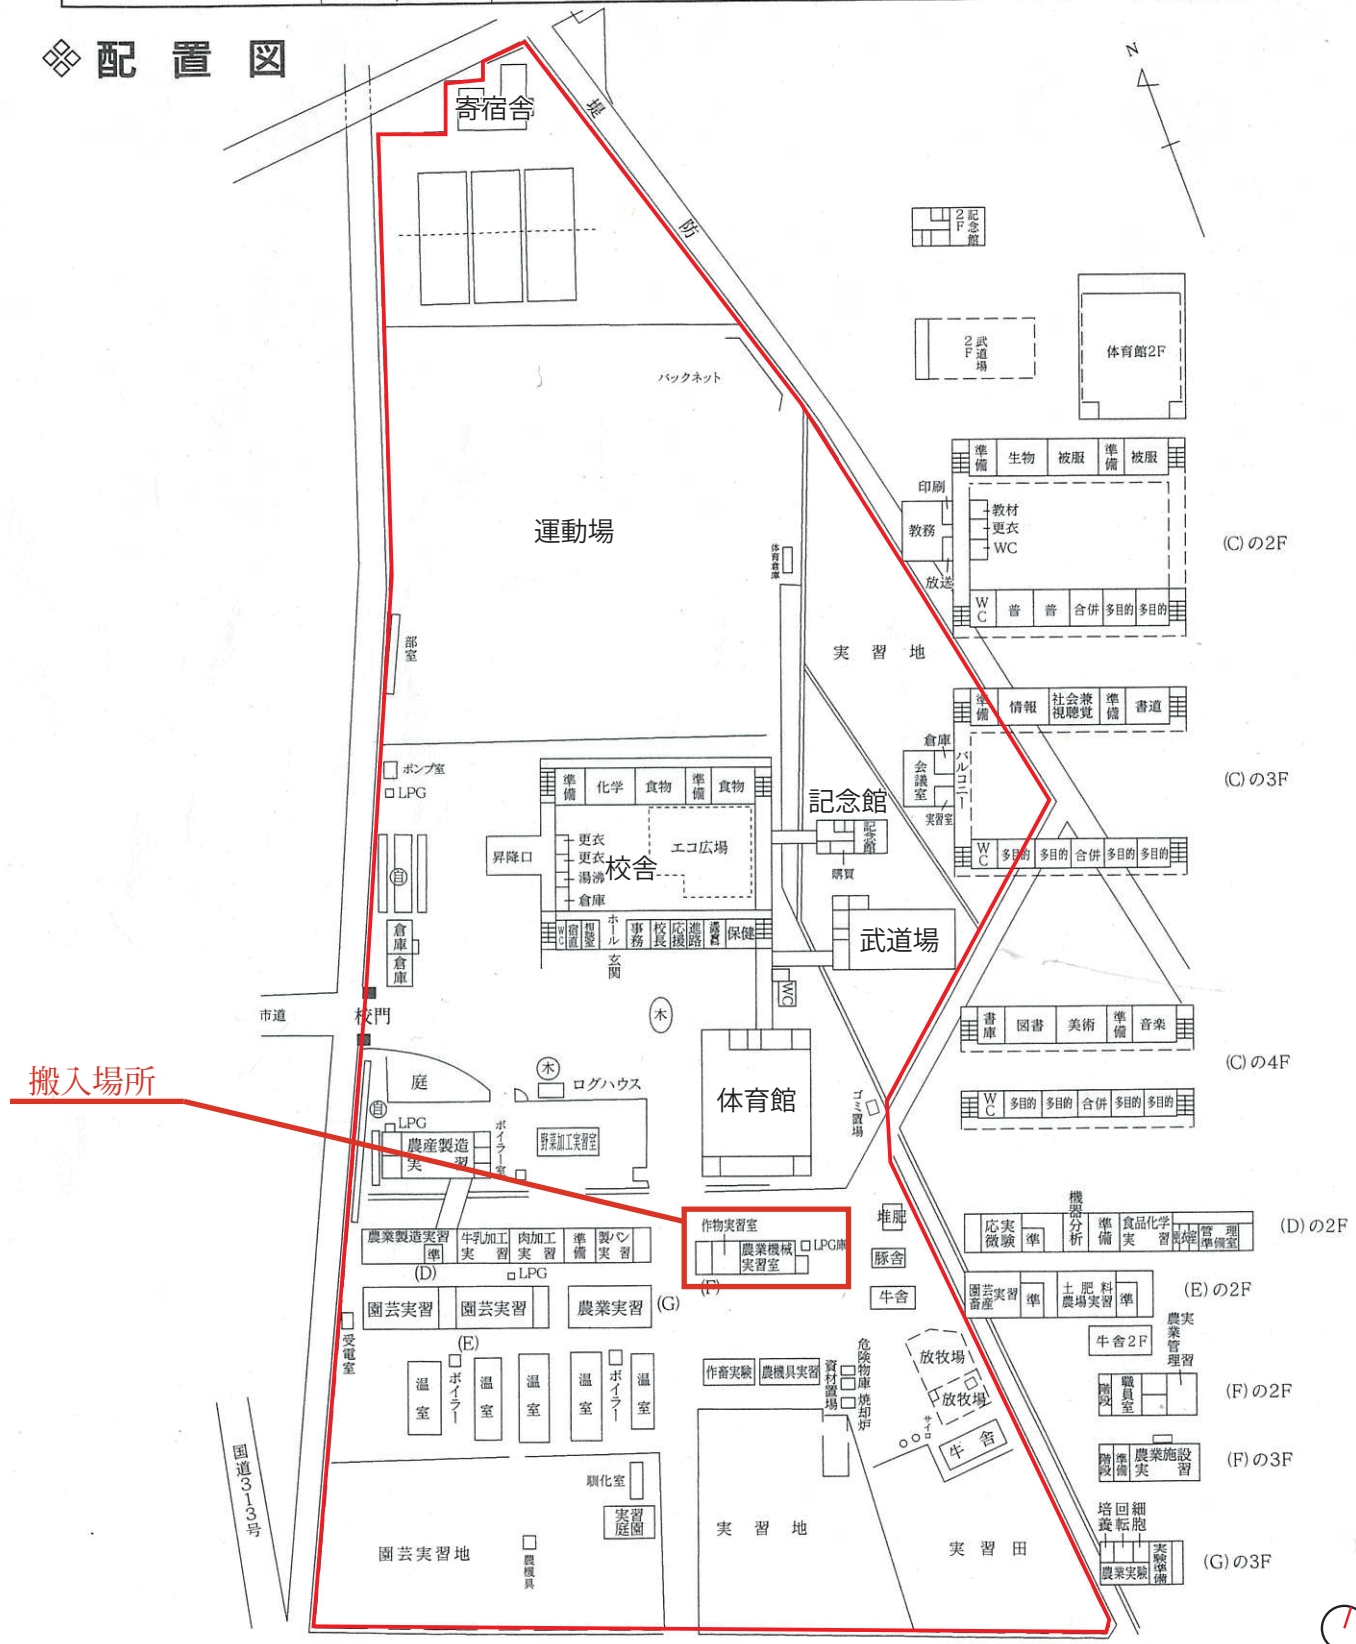 配置図
N
寄宿舎
堤防
記念館2F
武道場2F
体育館2F
バックネット
運動場
体育倉庫
部室
実習地
準備 生物 被服 準備 被服
印刷
教務
教材
更衣
WC
放送
(C)の2F
WC 普 普 合併 多目的 多目的
準備 情報 社会兼視聴覚 準備 書道
倉庫
会議室
バルコニー
実習室
(C)の3F
WC 多目的 多目的 合併 多目的 多目的
ポンプ室
LPG
準備 化学 食物 準備 食物
昇降口
更衣
更衣
湯沸
倉庫
校舎
エコ広場
記念館
記念館
購買
自
倉庫
倉庫
WC 宿直 相談室 ホール 事務 校長 応援 進路 保健
玄関
武道場
WC
市道
校門
木
書庫 図書 美術 準備 音楽
(C)の4F
WC 多目的 多目的 合併 多目的 多目的
搬入場所
庭
木
ログハウス
体育館
ゴミ置場
自
LPG
農産製造実習
ボイラー室
野菜加工実習室
農業製造実習 準 牛乳加工実習 肉加工実習 準備 製パン実習
(D)
LPG
作物実習室
農業機械実習室
LPG庫
(F)
堆肥
豚舎
牛舎
機器分析
応微 実験 準 準備 食品化学実習 管理準備室
(D)の2F
園芸畜産実習 準 土肥料農場実習 準
(E)の2F
園芸実習 園芸実習 農業実習
(G)
(E)
受電室
温室 ボイラー 温室 温室 温室 ボイラー 温室
作畜実験 農機具実習
資材置場
危険物庫
焼却炉
放牧場
放牧場
サイロ
牛舎
牛舎2F
農業管理実習
階段 職員室
(F)の2F
階段 準備 農業施設実習
(F)の3F
培養 回転 細胞
農業実験 実験準備
(G)の3F
国道313号
馴化室
実習庭園
園芸実習地
農機具
実習地
実習田